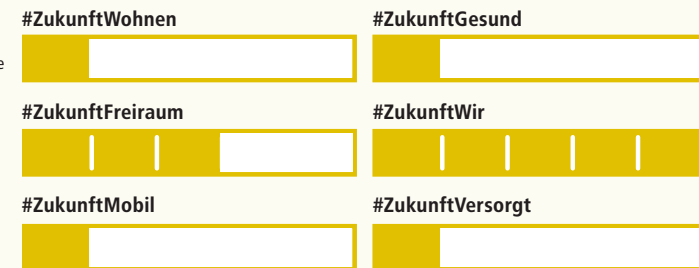 #ZukunftWohnen
#ZukunftGesund
e
#ZukunftFreiraum
#ZukunftWir
#ZukunftMobil
#ZukunftVersorgt